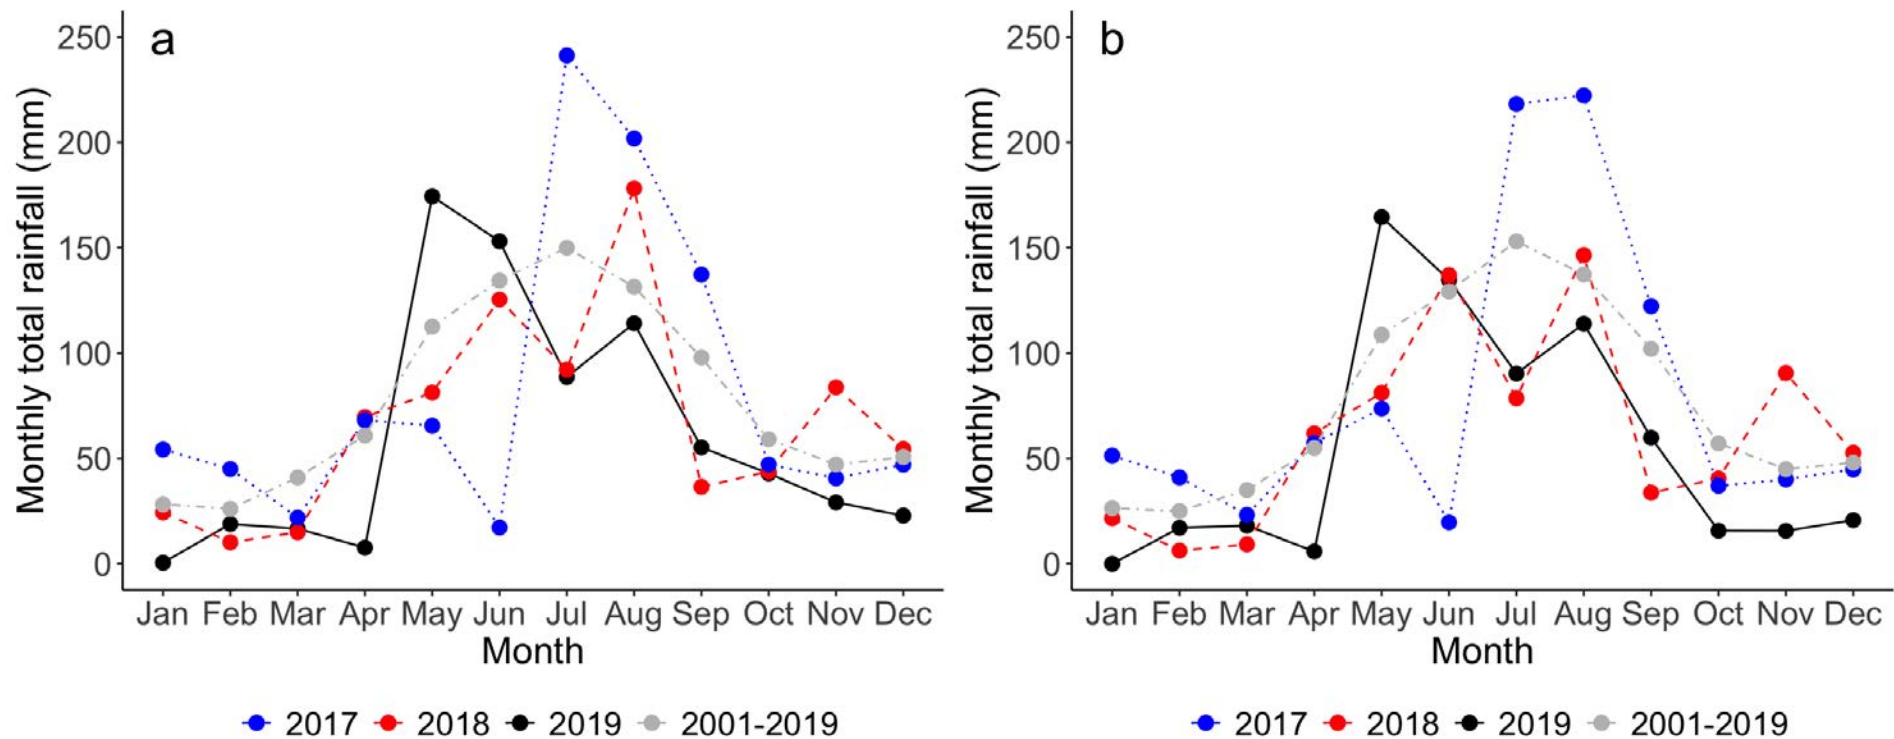 a
Monthly total rainfall (mm)
250
200
150
100
50
0
Jan Feb Mar Apr May Jun Jul Aug Sep Oct Nov Dec
Month
2017 2018 2019 2001-2019
b
Monthly total rainfall (mm)
250
200
150
100
50
0
Jan Feb Mar Apr May Jun Jul Aug Sep Oct Nov Dec
Month
2017 2018 2019 2001-2019